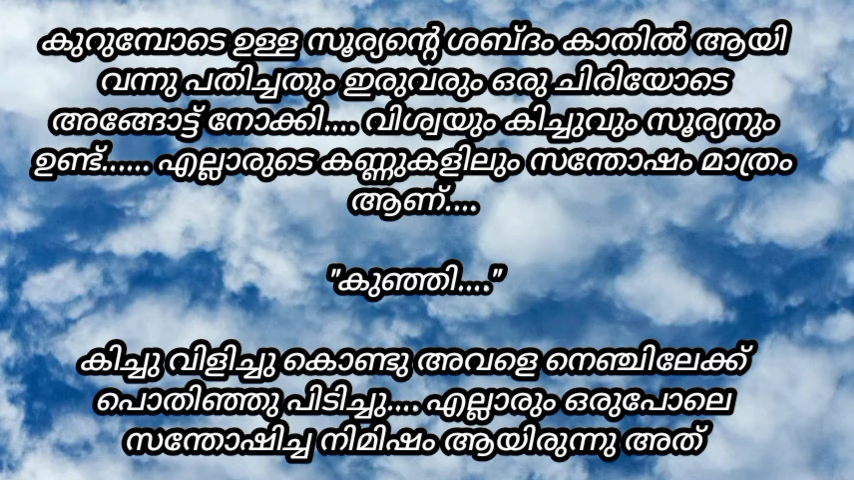 കുറുമ്പോടെ ഉള്ള സൂര്യന്റെ ശബ്ദം കാതിൽ ആയി
വന്നു പതിച്ചതും ഇരുവരും ഒരു ചിരിയോടെ
അങ്ങോട്ട് നോക്കി.... വിശ്വയും കിച്ചുവും സൂര്യനും
ഉണ്ട്...... എല്ലാരുടെ കണ്ണുകളിലും സന്തോഷം മാത്രം
ആണ്....
"കുഞ്ഞി...."
കിച്ചു വിളിച്ചു കൊണ്ടു അവളെ നെഞ്ചിലേക്ക്
പൊതിഞ്ഞു പിടിച്ചു.... എല്ലാരും ഒരുപോലെ
സന്തോഷിച്ച നിമിഷം ആയിരുന്നു അത്